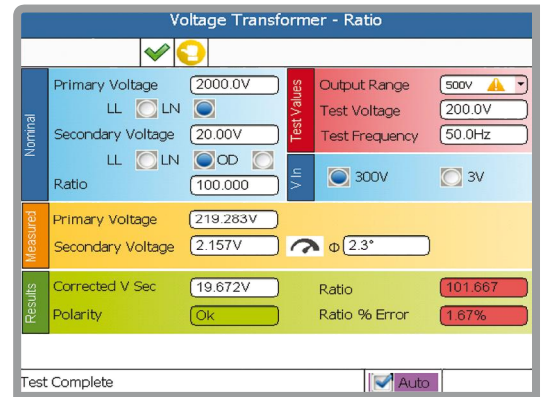 Voltage Transformer - Ratio
Nominal
Primary Voltage 2000.0V
LL LN
Secondary Voltage 20.00V
LL LN OD
Ratio 100.000
Test Values
Output Range 500V
Test Voltage 200.0V
Test Frequency 50.0Hz
V In
300V 3V
Measured
Primary Voltage 219.283V
Secondary Voltage 2.157V Φ 2.3°
Results
Corrected V Sec 19.672V
Polarity Ok
Ratio 101.667
Ratio % Error 1.67%
Test Complete
Auto